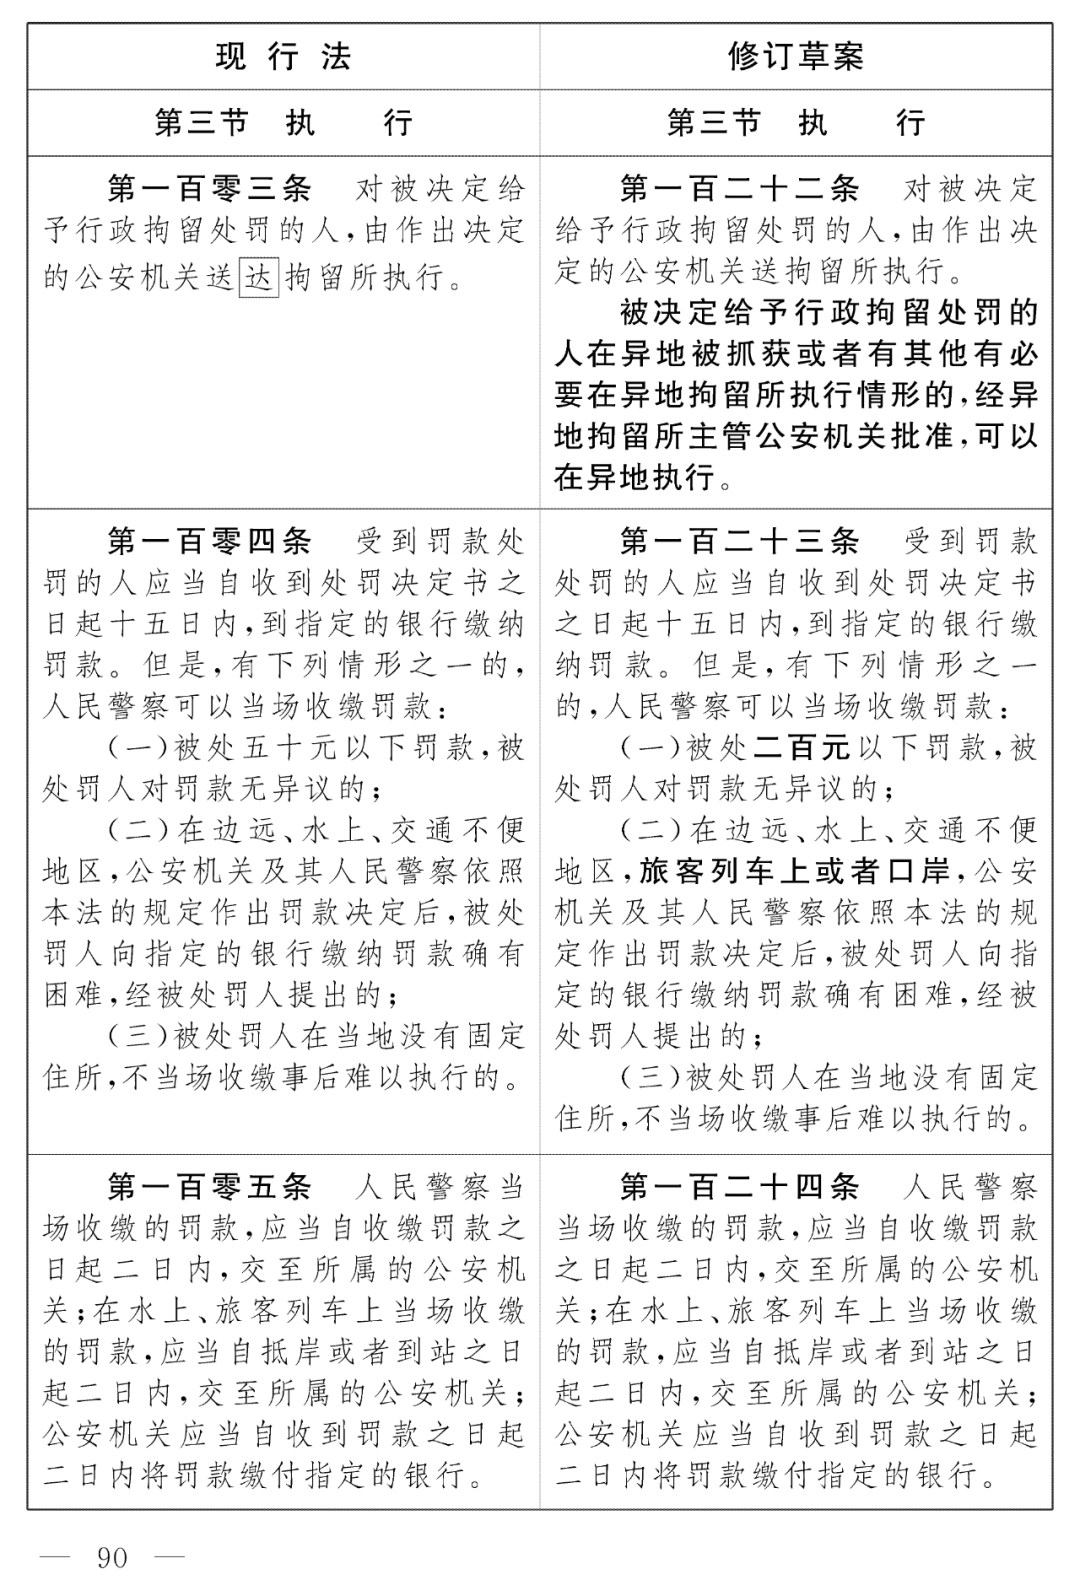 现 行 法
修订草案
第三节 执 行
第三节 执 行
第一百零三条 对被决定给
予行政拘留处罚的人,由作出决定
的公安机关送达拘留所执行。
第一百二十二条 对被决定
给予行政拘留处罚的人,由作出决
定的公安机关送拘留所执行。
被决定给予行政拘留处罚的
人在异地被抓获或者有其他有必
要在异地拘留所执行情形的,经异
地拘留所主管公安机关批准,可以
在异地执行。
第一百零四条 受到罚款处
罚的人应当自收到处罚决定书之
日起十五日内,到指定的银行缴纳
罚款。但是,有下列情形之一的,
人民警察可以当场收缴罚款:
(一)被处五十元以下罚款,被
处罚人对罚款无异议的;
(二)在边远、水上、交通不便
地区,公安机关及其人民警察依照
本法的规定作出罚款决定后,被处
罚人向指定的银行缴纳罚款确有
困难,经被处罚人提出的;
(三)被处罚人在当地没有固定
住所,不当场收缴事后难以执行的。
第一百二十三条 受到罚款
处罚的人应当自收到处罚决定书
之日起十五日内,到指定的银行缴
纳罚款。但是,有下列情形之一
的,人民警察可以当场收缴罚款:
(一)被处二百元以下罚款,被
处罚人对罚款无异议的;
(二)在边远、水上、交通不便
地区,旅客列车上或者口岸,公安
机关及其人民警察依照本法的规
定作出罚款决定后,被处罚人向指
定的银行缴纳罚款确有困难,经被
处罚人提出的;
(三)被处罚人在当地没有固定
住所,不当场收缴事后难以执行的。
第一百零五条 人民警察当
场收缴的罚款,应当自收缴罚款之
日起二日内,交至所属的公安机
关;在水上、旅客列车上当场收缴
的罚款,应当自抵岸或者到站之日
起二日内,交至所属的公安机关;
公安机关应当自收到罚款之日起
二日内将罚款缴付指定的银行。
第一百二十四条 人民警察
当场收缴的罚款,应当自收缴罚款
之日起二日内,交至所属的公安机
关;在水上、旅客列车上当场收缴
的罚款,应当自抵岸或者到站之日
起二日内,交至所属的公安机关;
公安机关应当自收到罚款之日起
二日内将罚款缴付指定的银行。
— 90 —